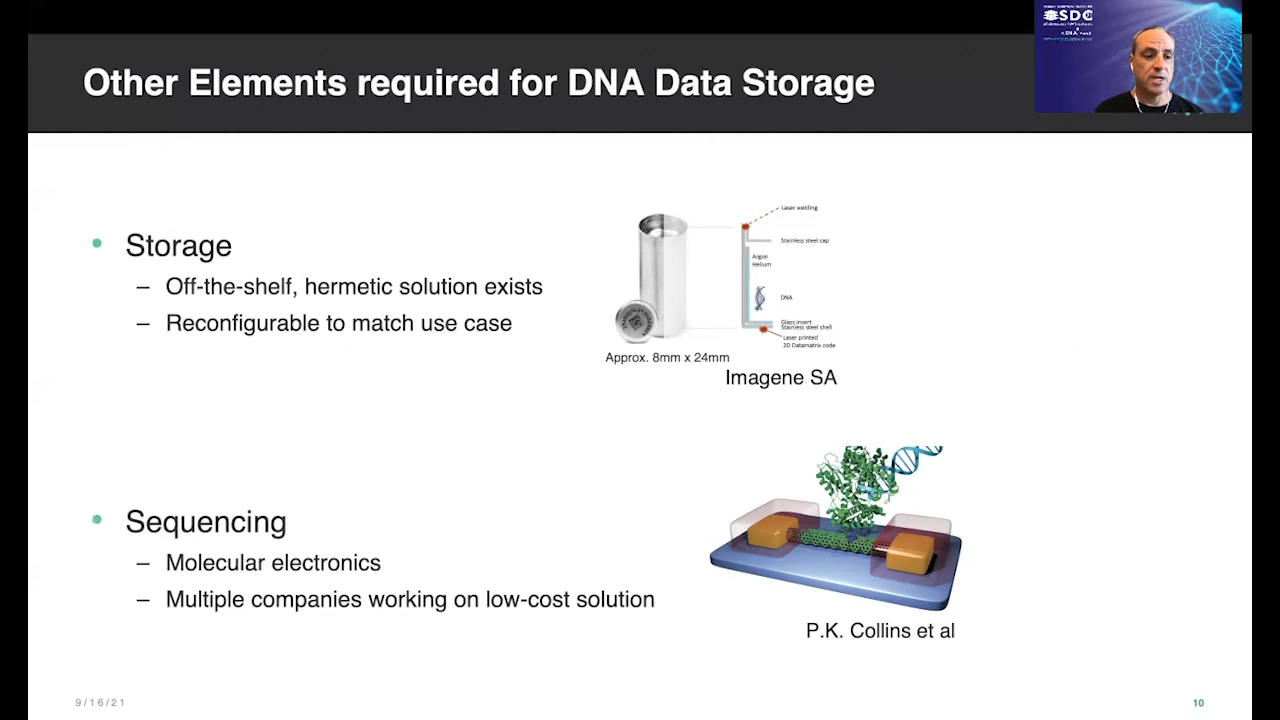 SDC
SNIA
Other Elements required for DNA Data Storage
• Storage
– Off-the-shelf, hermetic solution exists
– Reconfigurable to match use case
Laser welding
Stainless steel cap
Argon
Helium
DNA
Glass insert
Stainless steel shell
Laser printed
2D Datamatrix code
Approx. 8mm x 24mm
Imagene SA
• Sequencing
– Molecular electronics
– Multiple companies working on low-cost solution
P.K. Collins et al
9/16/21
10